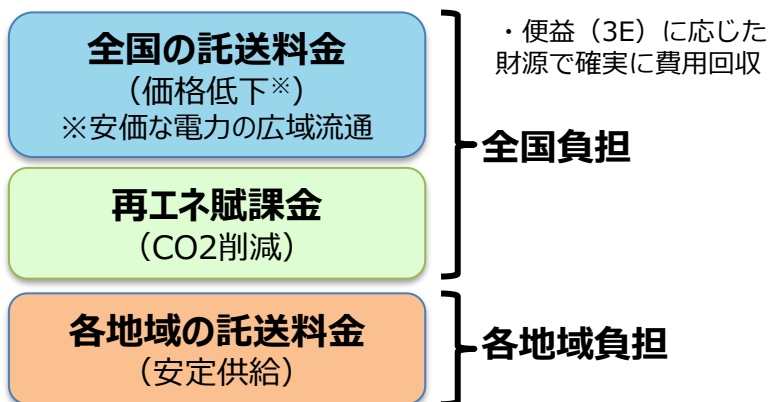 全国の託送料金
（価格低下※）
※安価な電力の広域流通
・便益（3E）に応じた
財源で確実に費用回収
全国負担
再エネ賦課金
（CO2削減）
各地域の託送料金
（安定供給）
各地域負担